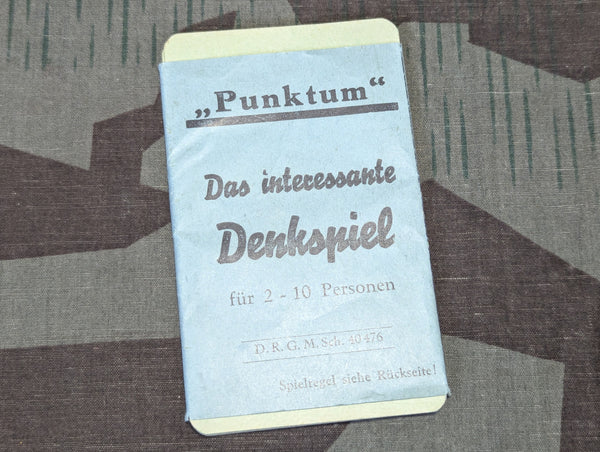 „Punktum“
Das interessante
Denkspiel
für 2 - 10 Personen
D. R. G. M. Sch. 40 476
Spielregel siehe Rückseite!